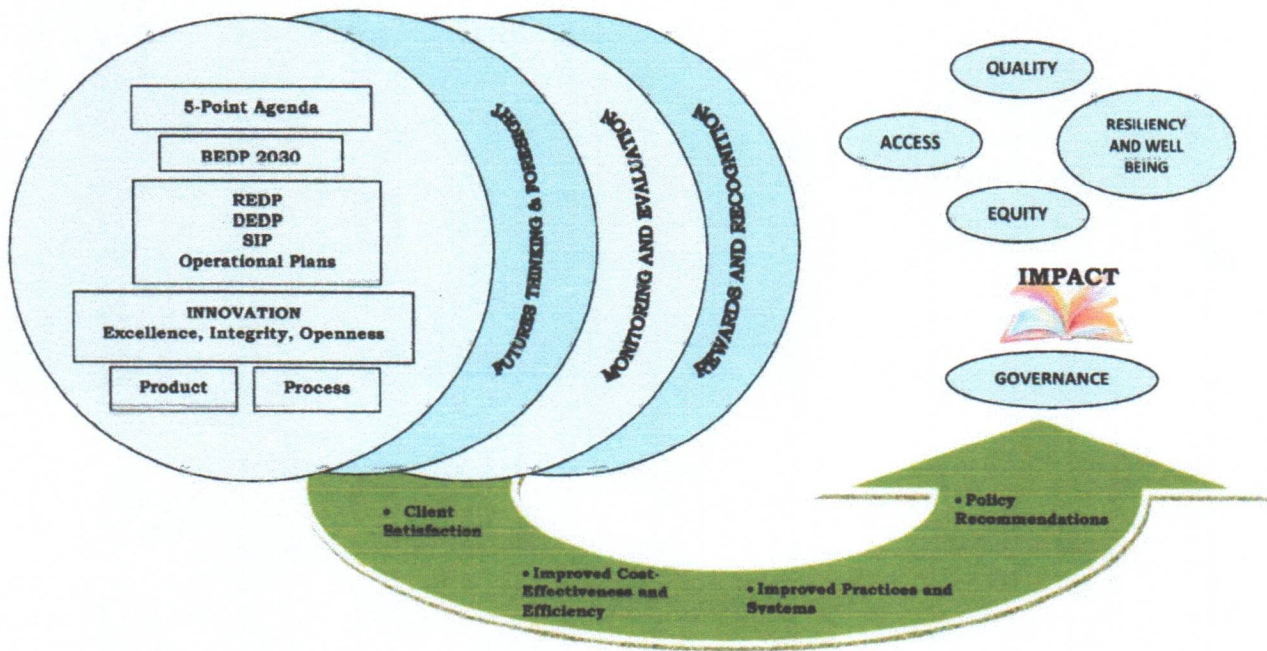 5-Point Agenda
BEDP 2030
REDP
DEDP
SIP
Operational Plans
INNOVATION
Excellence, Integrity, Openness
Product
Process
FUTURES THINKING & FORESIGHT
MONITORING AND EVALUATION
REWARDS AND RECOGNITION
QUALITY
ACCESS
RESILIENCY
AND WELL
BEING
EQUITY
IMPACT
GOVERNANCE
• Client
Satisfaction
• Improved Cost-
Effectiveness and
Efficiency
• Improved Practices and
Systems
• Policy
Recommendations